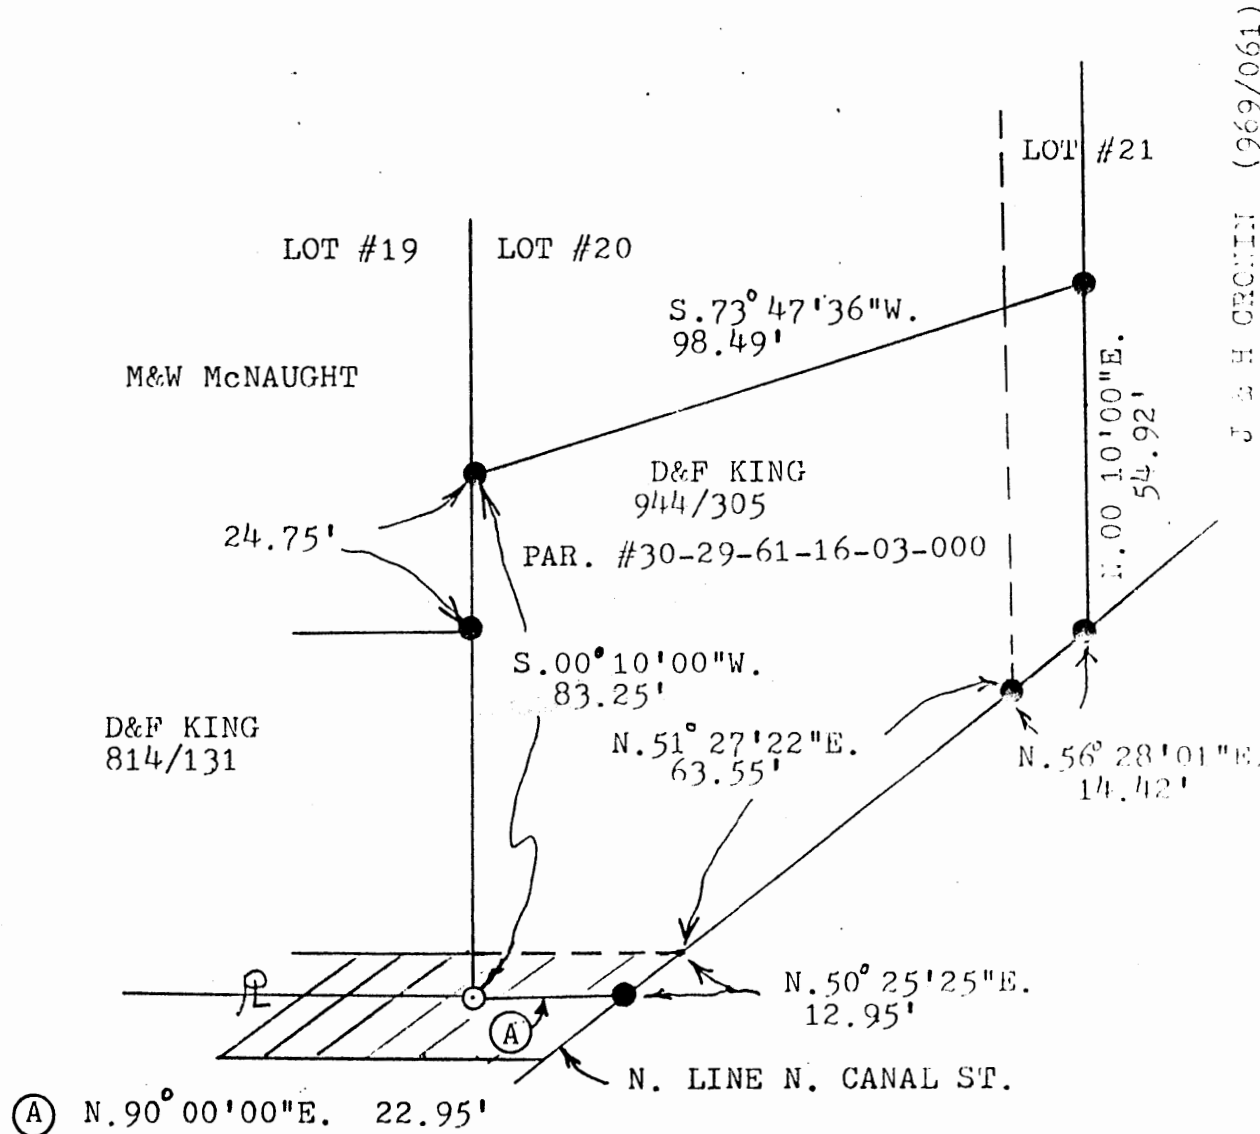 J & H CRONIN (969/061)
LOT #21
LOT #19
LOT #20
S.73°47'36"W.
98.49'
M&W McNAUGHT
N.00 10'00"E.
54.92'
D&F KING
944/305
24.75'
PAR. #30-29-61-16-03-000
S.00°10'00"W.
83.25'
D&F KING
814/131
N.51°27'22"E.
63.55'
N.56°28'01"E.
14.42'
PL
N.50°25'25"E.
12.95'
A
N. LINE N. CANAL ST.
A N.90°00'00"E. 22.95'